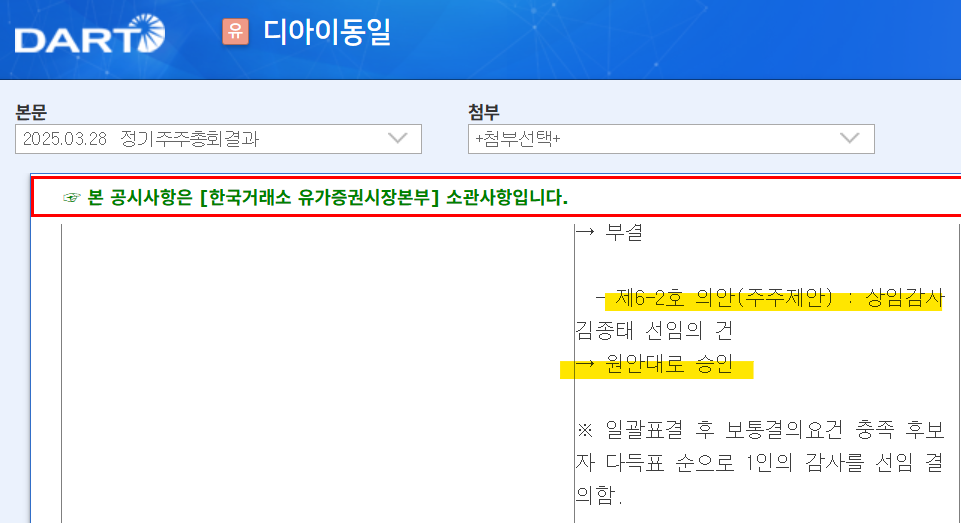 DART
유 디아이동일
본문
첨부
2025.03.28 정기주주총회결과
+첨부선택+
☞ 본 공시사항은 [한국거래소 유가증권시장본부] 소관사항입니다.
→ 부결
- 제6-2호 의안(주주제안) : 상임감사
김종태 선임의 건
→ 원안대로 승인
※ 일괄표결 후 보통결의요건 충족 후보
자 다득표 순으로 1인의 감사를 선임 결
의함.